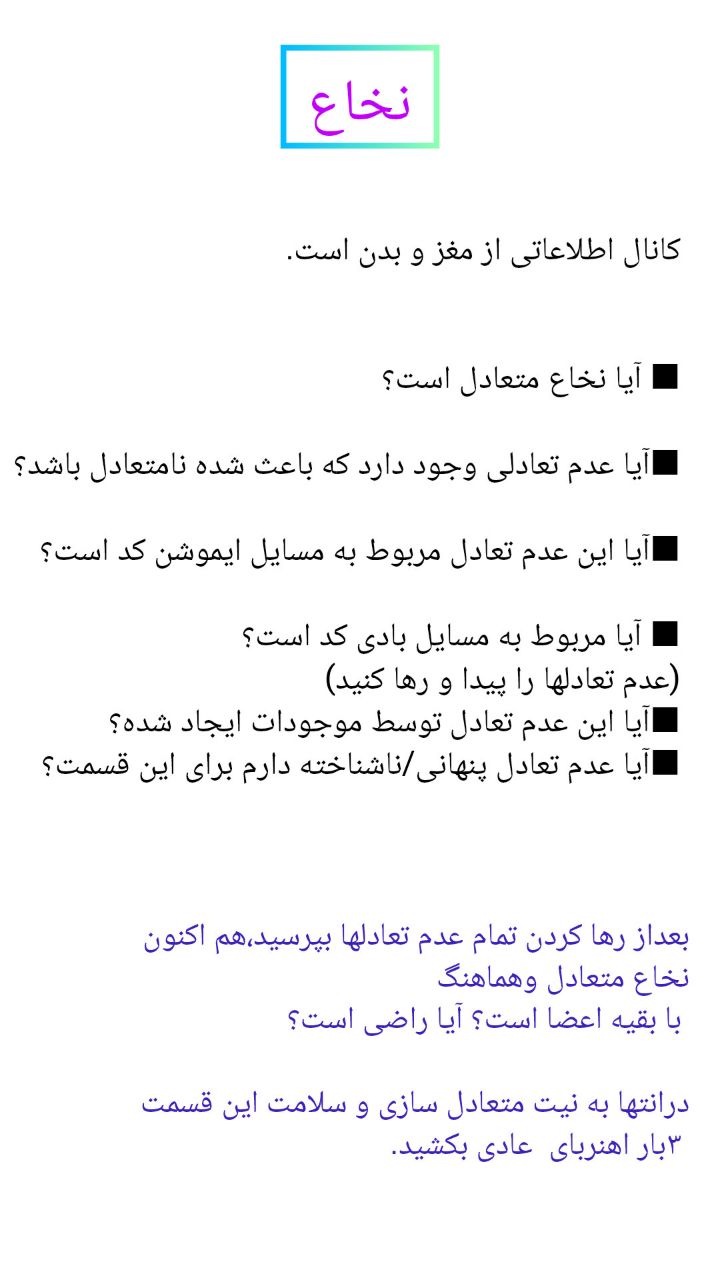 نخاع
کانال اطلاعاتی از مغز و بدن است.
■ آیا نخاع متعادل است؟
■آیا عدم تعادلی وجود دارد که باعث شده نامتعادل باشد؟
■آیا این عدم تعادل مربوط به مسایل ایموشن کد است؟
■ آیا مربوط به مسایل بادی کد است؟
(عدم تعادلها را پیدا و رها کنید)
■آیا این عدم تعادل توسط موجودات ایجاد شده؟
■آیا عدم تعادل پنهانی/ناشناخته دارم برای این قسمت؟
بعداز رها کردن تمام عدم تعادلها بپرسید،هم اکنون
نخاع متعادل وهماهنگ
با بقیه اعضا است؟ آیا راضی است؟
درانتها به نیت متعادل سازی و سلامت این قسمت
۳بار اهنربای  عادی بکشید.